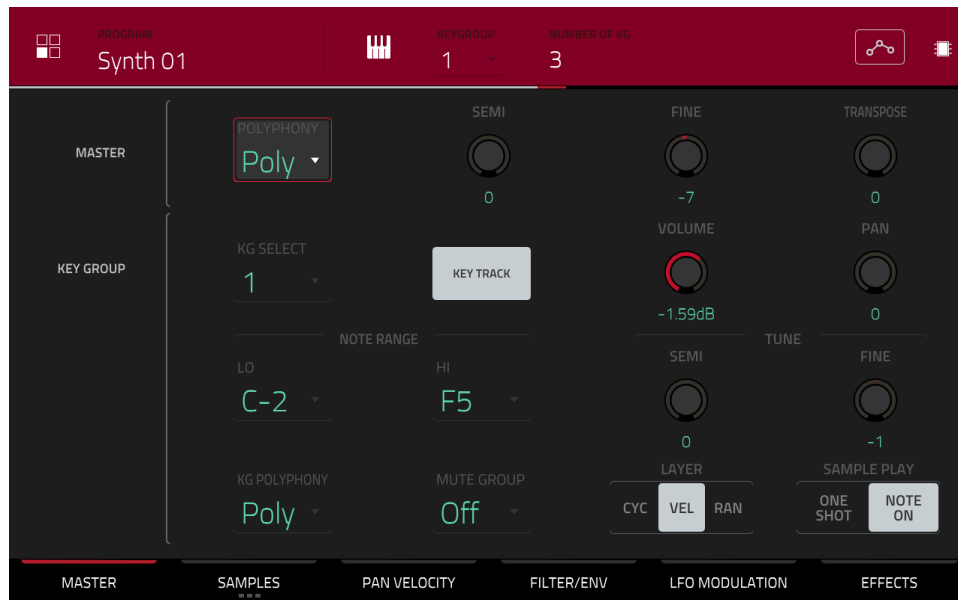 PROGRAM KEYGROUP NUMBER OF KG
Synth 01 1 3
MASTER
POLYPHONY SEMI FINE TRANSPOSE
Poly
0 -7 0
KEY GROUP
KG SELECT KEY TRACK VOLUME PAN
1
-1.59dB 0
NOTE RANGE TUNE
LO HI SEMI FINE
C-2 F5
0 -1
KG POLYPHONY MUTE GROUP LAYER SAMPLE PLAY
Poly Off CYC VEL RAN ONE SHOT NOTE ON
MASTER SAMPLES PAN VELOCITY FILTER/ENV LFO MODULATION EFFECTS